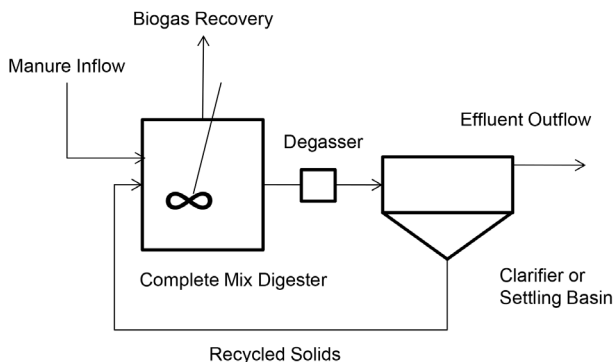 Biogas Recovery
Manure Inflow
Effluent Outflow
Degasser
Complete Mix Digester
Clarifier or
Settling Basin
Recycled Solids